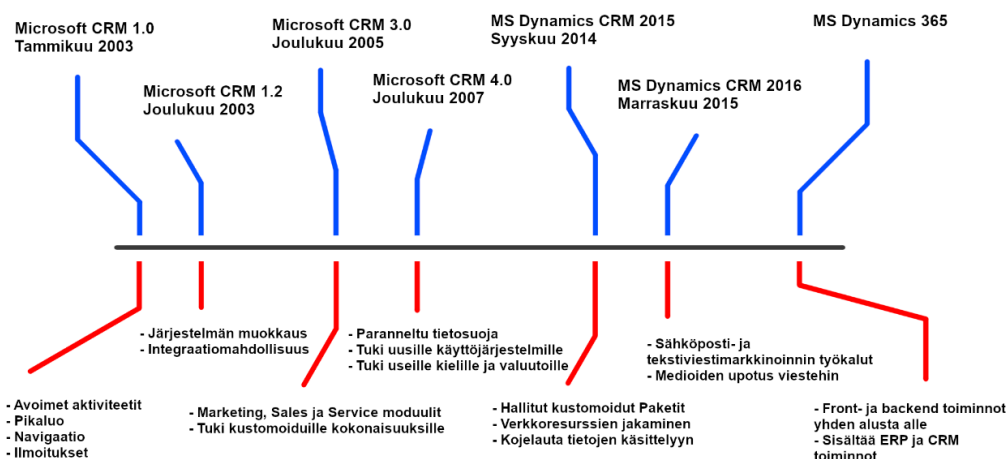 Microsoft CRM 1.0
Tammikuu 2003
Microsoft CRM 1.2
Joulukuu 2003
Microsoft CRM 3.0
Joulukuu 2005
Microsoft CRM 4.0
Joulukuu 2007
MS Dynamics CRM 2015
Syyskuu 2014
MS Dynamics CRM 2016
Marraskuu 2015
MS Dynamics 365
- Avoimet aktiviteetit
- Pikaluo
- Navigaatio
- Ilmoitukset
- Järjestelmän muokkaus
- Integraatiomahdollisuus
- Marketing, Sales ja Service moduulit
- Tuki kustomoiduille kokonaisuuksille
- Paranneltu tietosuoja
- Tuki uusille käyttöjärjestelmille
- Tuki useille kielille ja valuutoille
- Hallitut kustomoidut Paketit
- Verkkoresurssien jakaminen
- Kojelauta tietojen käsittelyyn
- Sähköposti- ja
tekstiviestimarkkinoinnin työkalut
- Medioiden upotus viestehin
- Front- ja backend toiminnot
yhden alusta alle
- Sisältää ERP ja CRM
toiminnot